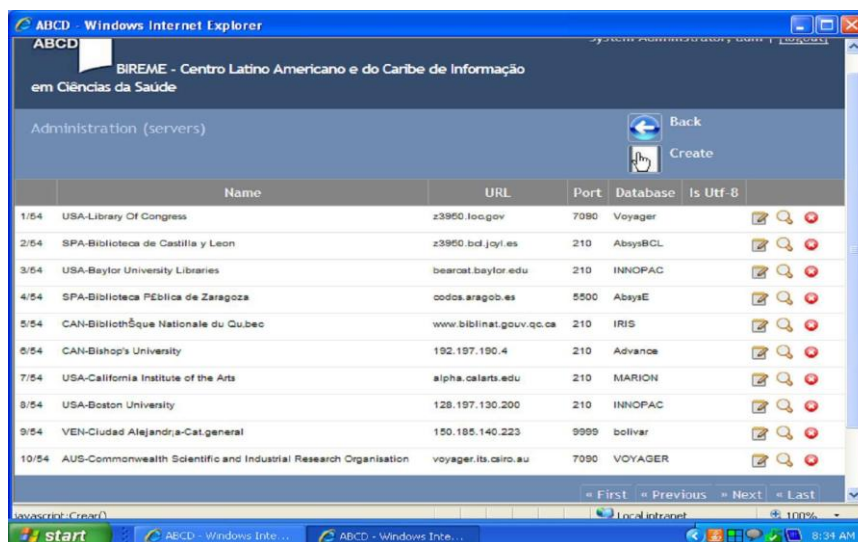 ABCD - Windows Internet Explorer
ABCD
System Administrator, adm | [logout]
BIREME - Centro Latino Americano e do Caribe de Informação
em Ciências da Saúde
Administration (servers)
Back
Create
Name URL Port Database Is Utf-8
1/54 USA-Library Of Congress z3950.loc.gov 7090 Voyager
2/54 SPA-Biblioteca de Castilla y Leon z3950.bcl.jcyl.es 210 AbsysBCL
3/54 USA-Baylor University Libraries bearcat.baylor.edu 210 INNOPAC
4/54 SPA-Biblioteca P£blica de Zaragoza codos.aragob.es 5500 AbsysE
5/54 CAN-BibliothŠque Nationale du Qu‚bec www.biblinat.gouv.qc.ca 210 IRIS
6/54 CAN-Bishop's University 192.197.190.4 210 Advance
7/54 USA-California Institute of the Arts alpha.calarts.edu 210 MARION
8/54 USA-Boston University 128.197.130.200 210 INNOPAC
9/54 VEN-Ciudad Alejandr¡a-Cat.general 150.185.140.223 9999 bolivar
10/54 AUS-Commonwealth Scientific and Industrial Research Organisation voyager.its.csiro.au 7090 VOYAGER
« First « Previous » Next « Last
javascript:Crear()
Local intranet 100%
start ABCD - Windows Inte... ABCD - Windows Inte... 8:34 AM